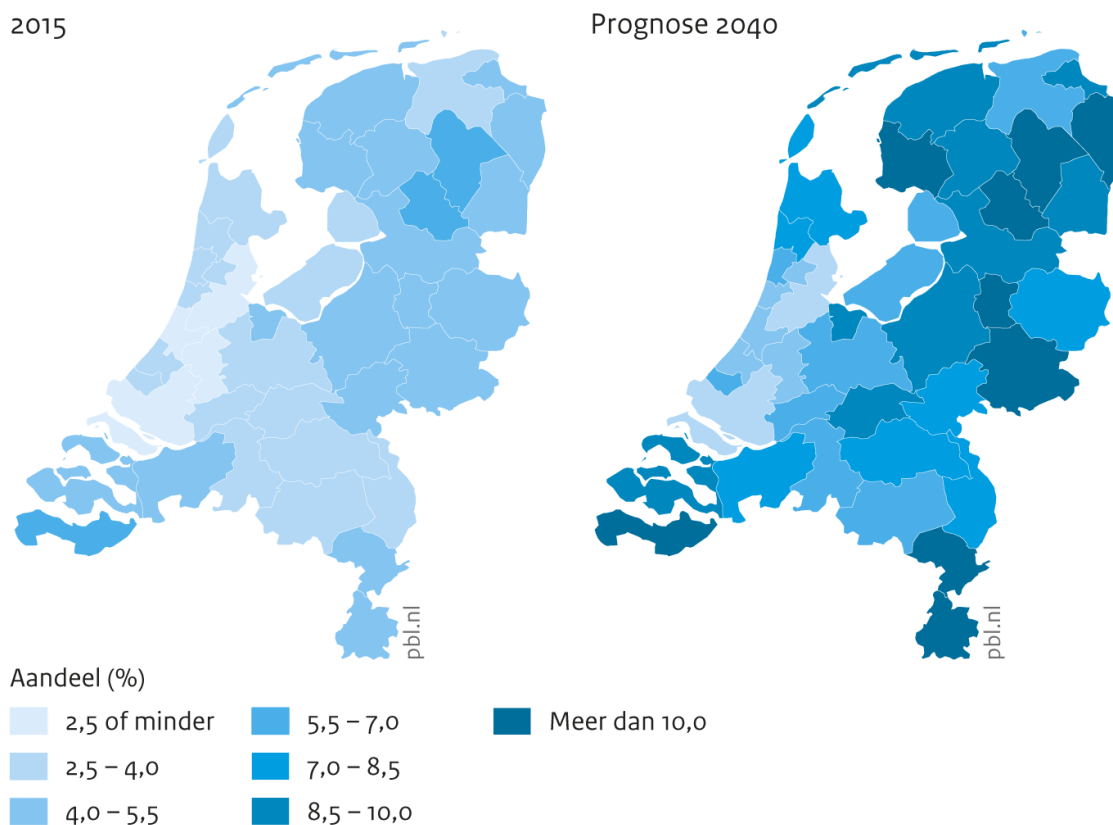 2015
Prognose 2040
pbl.nl
pbl.nl
Aandeel (%)
2,5 of minder
2,5 – 4,0
4,0 – 5,5
5,5 – 7,0
7,0 – 8,5
8,5 – 10,0
Meer dan 10,0